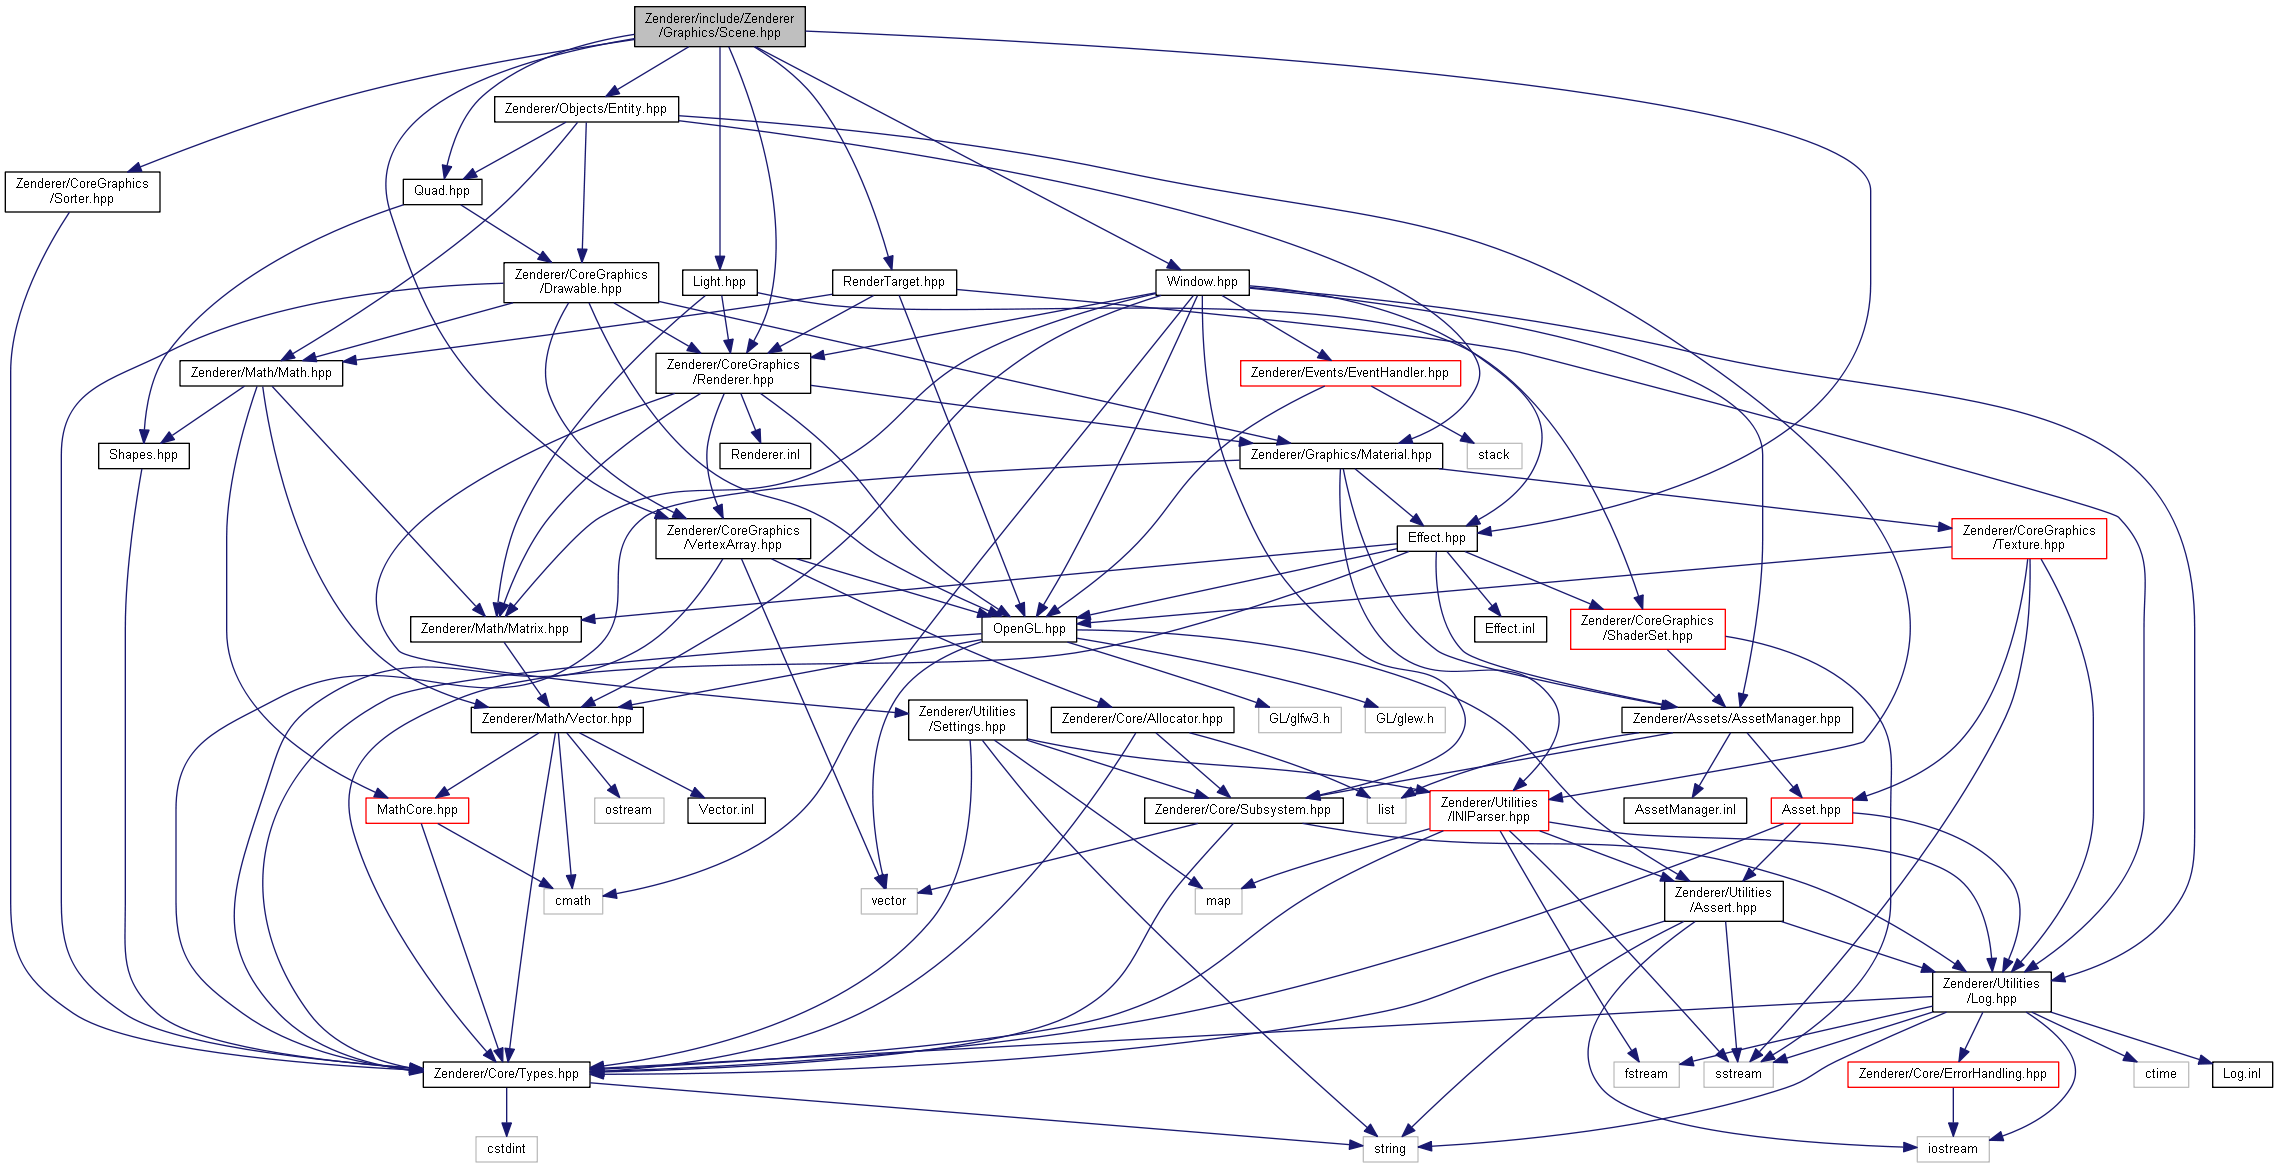 Zenderer/include/Zenderer
/Graphics/Scene.hpp
Zenderer/Objects/Entity.hpp
Zenderer/CoreGraphics
/Sorter.hpp
Quad.hpp
Zenderer/CoreGraphics
/Drawable.hpp
Light.hpp
RenderTarget.hpp
Window.hpp
Zenderer/Math/Math.hpp
Zenderer/CoreGraphics
/Renderer.hpp
Zenderer/Events/EventHandler.hpp
Shapes.hpp
Renderer.inl
Zenderer/Graphics/Material.hpp
stack
Zenderer/CoreGraphics
/VertexArray.hpp
Effect.hpp
Zenderer/CoreGraphics
/Texture.hpp
Zenderer/Math/Matrix.hpp
OpenGL.hpp
Effect.inl
Zenderer/CoreGraphics
/ShaderSet.hpp
Zenderer/Math/Vector.hpp
Zenderer/Utilities
/Settings.hpp
Zenderer/Core/Allocator.hpp
GL/glfw3.h
GL/glew.h
Zenderer/Assets/AssetManager.hpp
MathCore.hpp
ostream
Vector.inl
Zenderer/Core/Subsystem.hpp
list
Zenderer/Utilities
/INIParser.hpp
AssetManager.inl
Asset.hpp
cmath
vector
map
Zenderer/Utilities
/Assert.hpp
Zenderer/Utilities
/Log.hpp
Zenderer/Core/Types.hpp
fstream
sstream
Zenderer/Core/ErrorHandling.hpp
ctime
Log.inl
cstdint
string
iostream